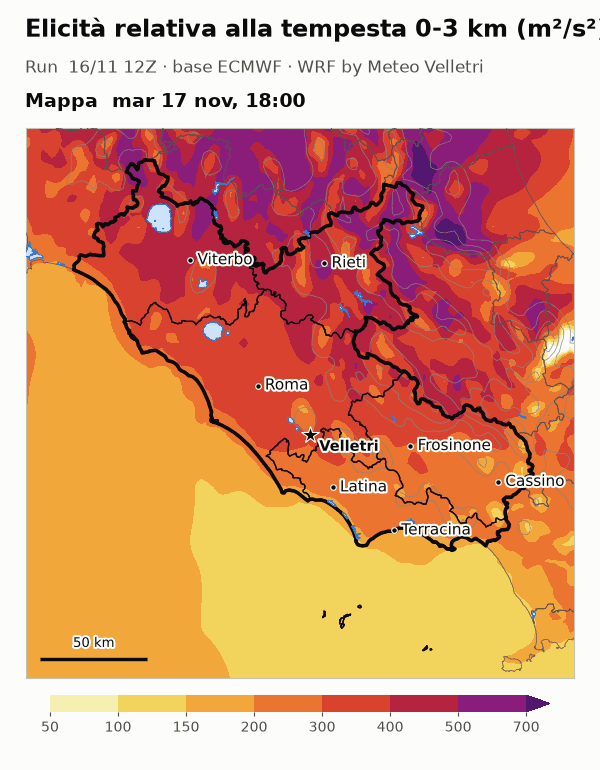 Elicità relativa alla tempesta 0-3 km (m²/s²)
Run 16/11 12Z · base ECMWF · WRF by Meteo Velletri
Mappa mar 17 nov, 18:00
Viterbo
Rieti
Roma
Velletri
Frosinone
Latina
Cassino
Terracina
50 km
50 100 150 200 300 400 500 700